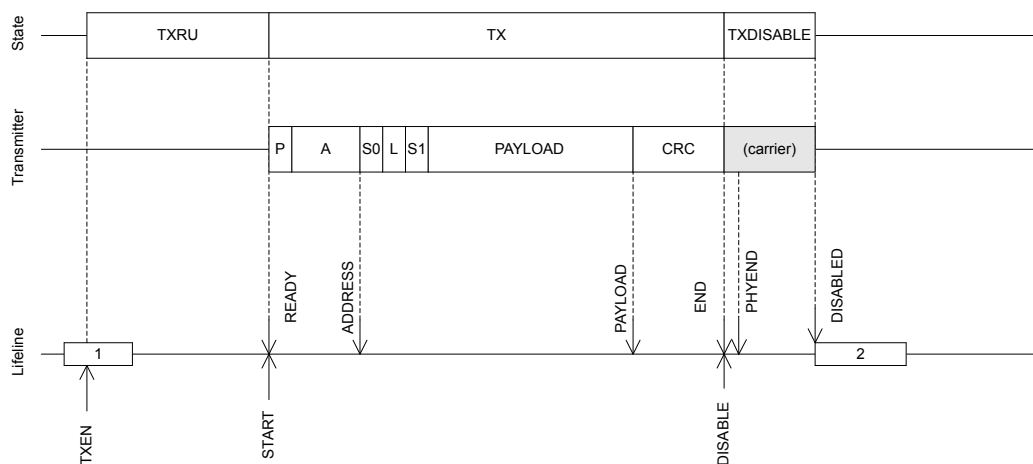 State
TXRU
TX
TXDISABLE
Transmitter
P
A
S0
L
S1
PAYLOAD
CRC
(carrier)
READY
ADDRESS
PAYLOAD
END
PHYEND
DISABLED
Lifeline
1
2
TXEN
START
DISABLE